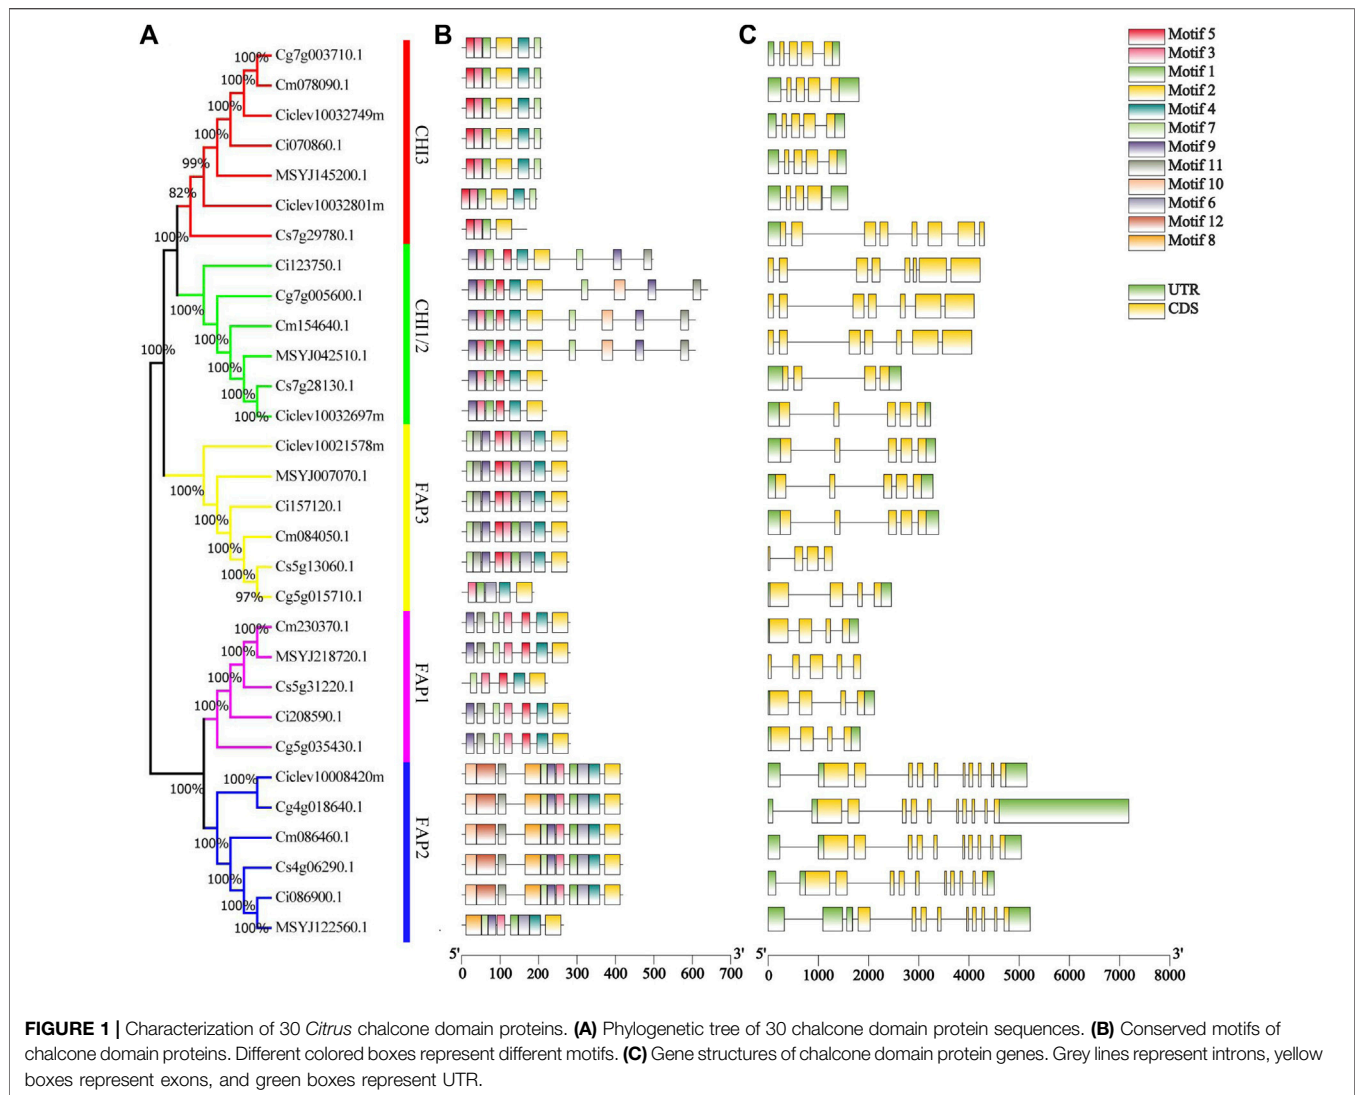 A
B
C
Cg7g003710.1
Cm078090.1
Ciclev10032749m
Ci070860.1
MSYJ145200.1
Ciclev10032801m
Cs7g29780.1
Ci123750.1
Cg7g005600.1
Cm154640.1
MSYJ042510.1
Cs7g28130.1
Ciclev10032697m
Ciclev10021578m
MSYJ007070.1
Ci157120.1
Cm084050.1
Cs5g13060.1
Cg5g015710.1
Cm230370.1
MSYJ218720.1
Cs5g31220.1
Ci208590.1
Cg5g035430.1
Ciclev10008420m
Cg4g018640.1
Cm086460.1
Cs4g06290.1
Ci086900.1
MSYJ122560.1
100%
100%
100%
100%
99%
82%
100%
100%
100%
100%
100%
100%
100%
100%
100%
100%
100%
97%
100%
100%
100%
100%
100%
100%
100%
100%
100%
100%
CHI3
CHI1/2
FAP3
FAP1
FAP2
5' 3'
0 100 200 300 400 500 600 700
5' 3'
0 1000 2000 3000 4000 5000 6000 7000 8000
Motif 5
Motif 3
Motif 1
Motif 2
Motif 4
Motif 7
Motif 9
Motif 11
Motif 10
Motif 6
Motif 12
Motif 8
UTR
CDS
FIGURE 1 | Characterization of 30 Citrus chalcone domain proteins. (A) Phylogenetic tree of 30 chalcone domain protein sequences. (B) Conserved motifs of
chalcone domain proteins. Different colored boxes represent different motifs. (C) Gene structures of chalcone domain protein genes. Grey lines represent introns, yellow
boxes represent exons, and green boxes represent UTR.